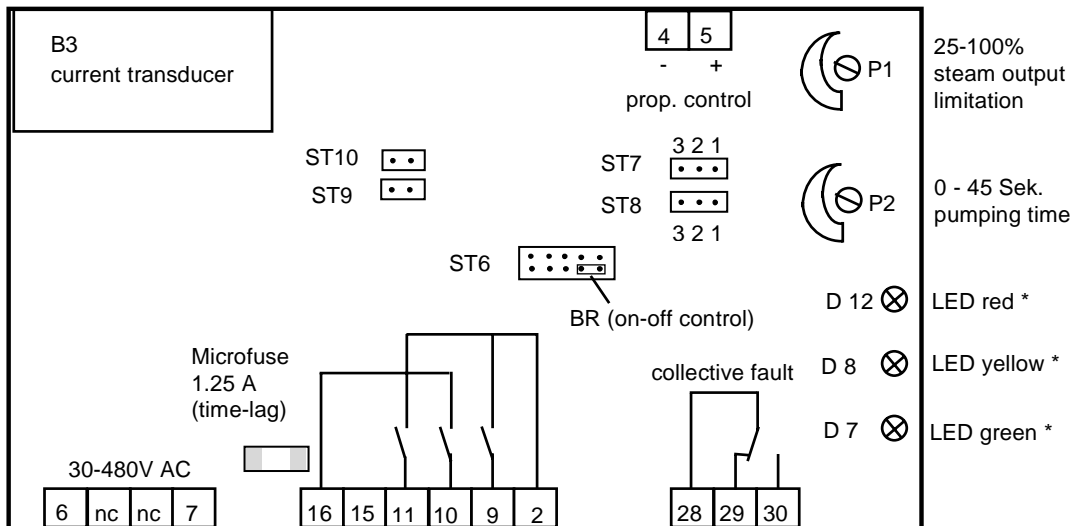 B3
current transducer
4 5
- +
prop. control
P1
25-100%
steam output
limitation
ST10
ST9
3 2 1
ST7
ST8
3 2 1
P2
0 - 45 Sek.
pumping time
ST6
BR (on-off control)
D 12
LED red *
Microfuse
1.25 A
(time-lag)
collective fault
D 8
LED yellow *
D 7
LED green *
30-480V AC
6 nc nc 7
16 15 11 10 9 2
28 29 30